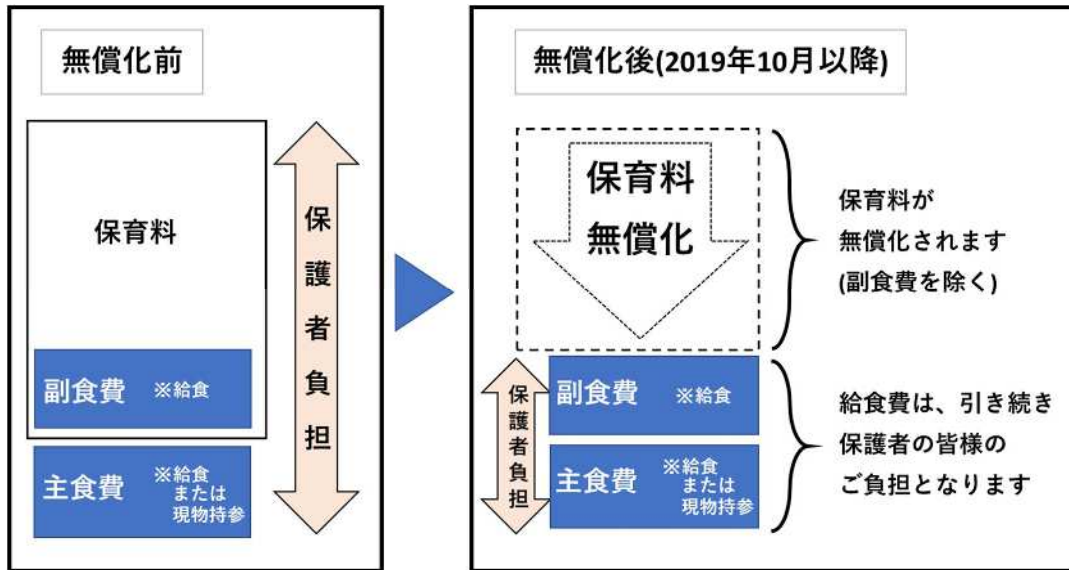 無償化前
保育料
副食費 ※給食
主食費 ※給食
または
現物持参
保護者負担
無償化後(2019年10月以降)
保育料
無償化
保育料が
無償化されます
(副食費を除く)
保護者負担
副食費 ※給食
主食費 ※給食
または
現物持参
給食費は、引き続き
保護者の皆様の
ご負担となります